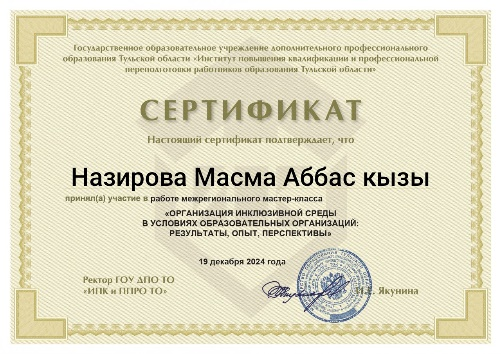 Государственное образовательное учреждение дополнительного профессионального
образования Тульской области «Институт повышения квалификации и профессиональной
переподготовки работников образования Тульской области»
СЕРТИФИКАТ
Настоящий сертификат подтверждает, что
Назирова Масма Аббас кызы
принял(а) участие в работе межрегионального мастер-класса
«ОРГАНИЗАЦИЯ ИНКЛЮЗИВНОЙ СРЕДЫ
В УСЛОВИЯХ ОБРАЗОВАТЕЛЬНЫХ ОРГАНИЗАЦИЙ:
РЕЗУЛЬТАТЫ, ОПЫТ, ПЕРСПЕКТИВЫ»
19 декабря 2024 года
Ректор ГОУ ДПО ТО
«ИПК и ППРО ТО»
Якунина